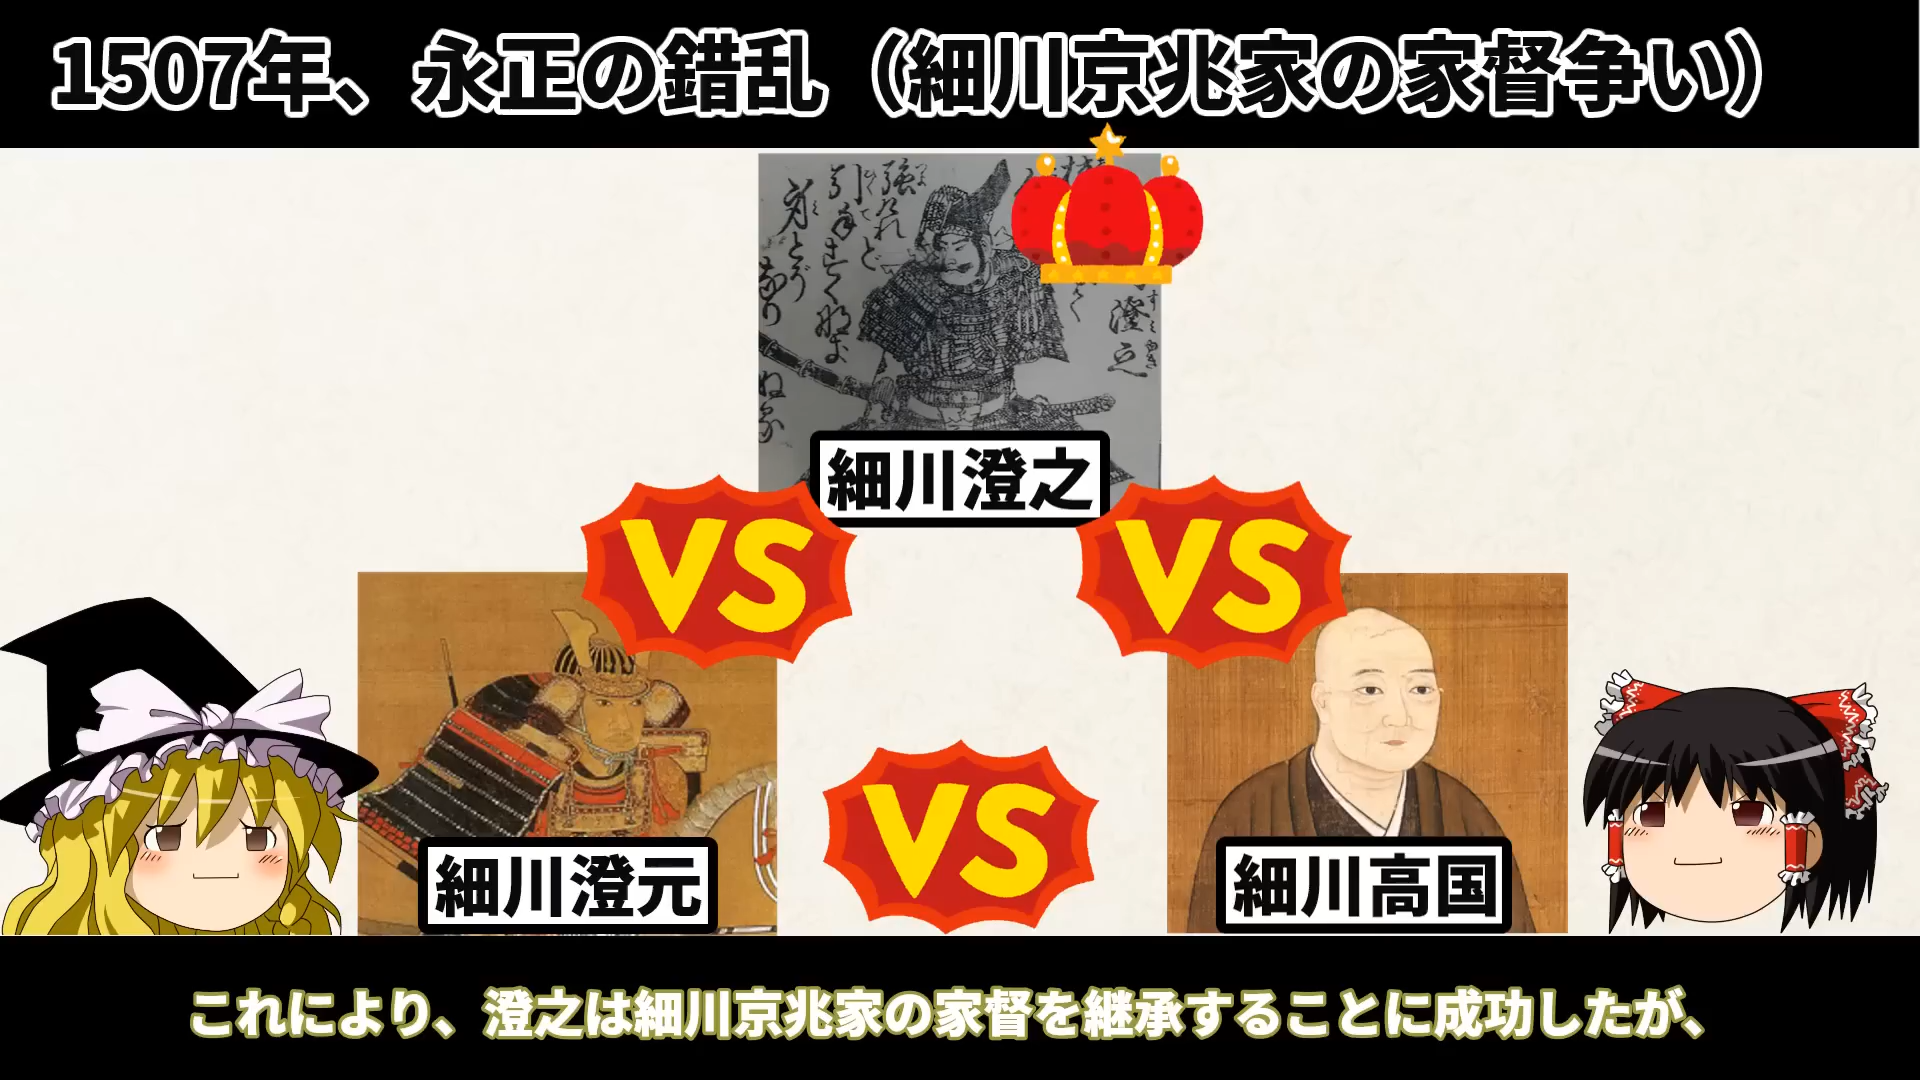 1507年、永正の錯乱（細川京兆家の家督争い）
細川澄之
VS
VS
VS
細川澄元
細川高国
これにより、澄之は細川京兆家の家督を継承することに成功したが、